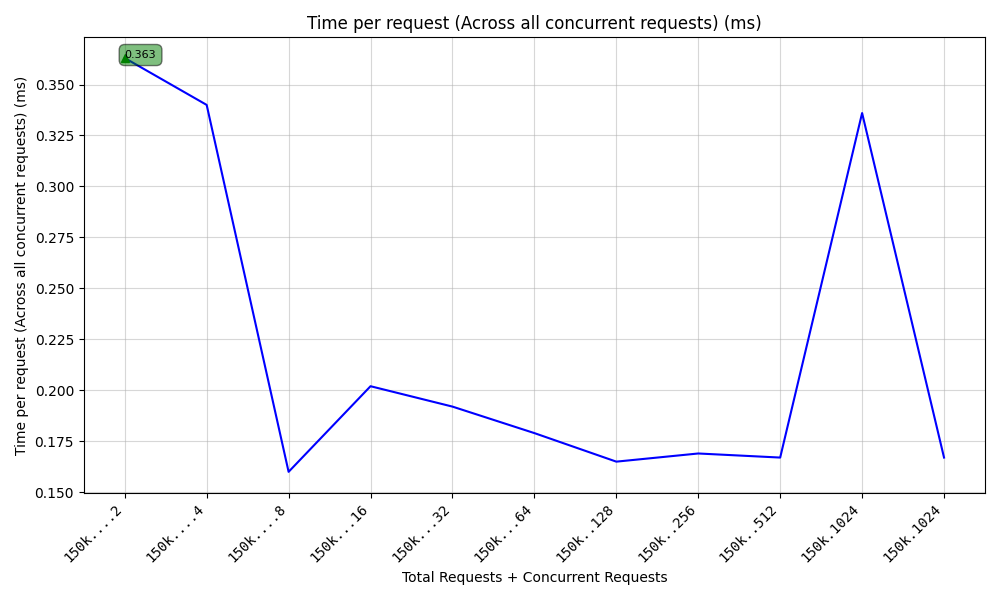 Time per request (Across all concurrent requests) (ms)
0.363
Time per request (Across all concurrent requests) (ms)
0.350
0.325
0.300
0.275
0.250
0.225
0.200
0.175
0.150
150k....2
150k....4
150k....8
150k...16
150k...32
150k...64
150k..128
150k..256
150k..512
150k.1024
150k.1024
Total Requests + Concurrent Requests